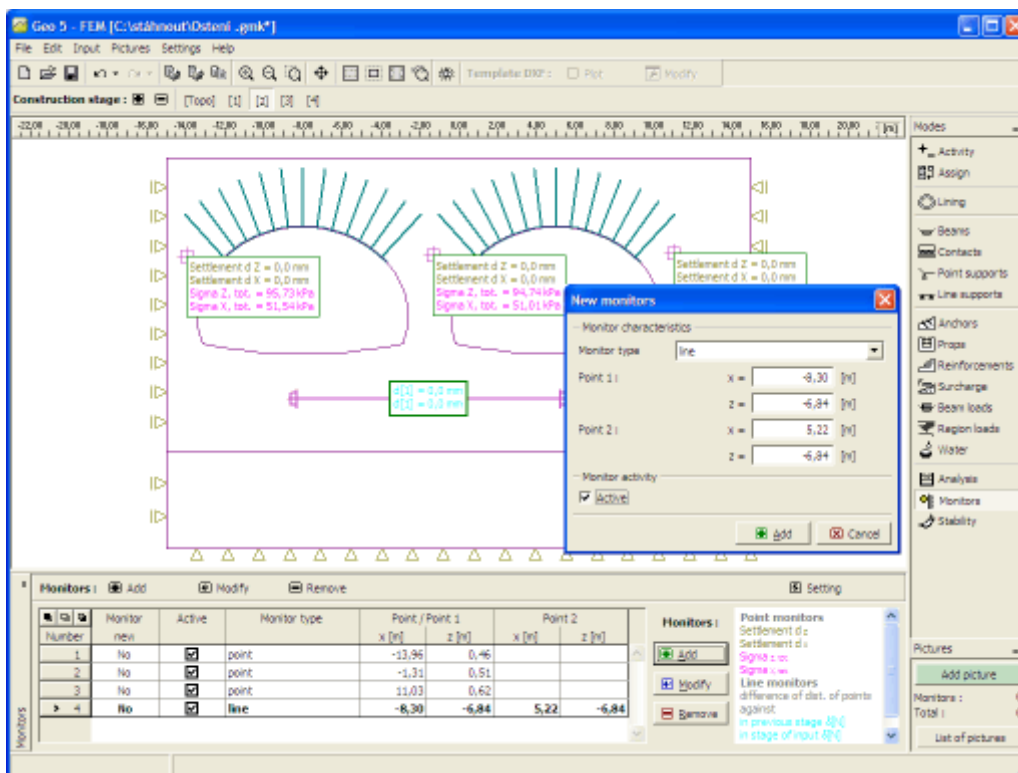 Geo 5 - FEM [C:\stáhnout\Ostení .gmk*]
File Edit Input Pictures Settings Help
Template DXF: Plot Modify
Construction stage: [Topo] [1] [2] [3] [4]
[m]
Modes
Activity
Assign
Lining
Beams
Contacts
Point supports
Line supports
Anchors
Props
Reinforcements
Surcharge
Beam loads
Region loads
Water
Analysis
Monitors
Stability
Settlement d Z = 0,0 mm
Settlement d X = 0,0 mm
Sigma Z, tot. = 95,73 kPa
Sigma X, tot. = 51,54 kPa
Settlement d Z = 0,0 mm
Settlement d X = 0,0 mm
Sigma Z, tot. = 94,74 kPa
Sigma X, tot. = 51,01 kPa
Settlement d Z = 0,0 mm
Settlement d X = 0,0 mm
d[1] = 0,0 mm
d[1] = 0,0 mm
New monitors
Monitor characteristics
Monitor type line
Point 1: x = -8,30 [m]
z = -6,84 [m]
Point 2: x = 5,22 [m]
z = -6,84 [m]
Monitor activity
Active
Add Cancel
Monitors: Add Modify Remove Setting
Number Monitor new Active Monitor type Point / Point 1 Point 2
x [m] z [m] x [m] z [m]
1 No point -13,96 0,46
2 No point -1,31 0,51
3 No point 11,03 0,62
> 4 No line -8,30 -6,84 5,22 -6,84
Monitors:
Add
Modify
Remove
Point monitors
Settlement d
Settlement d
Sigma
Sigma
Line monitors
difference of dist. of points
against
in previous stage
in stage of input
Monitors
Pictures
Add picture
Monitors :
Total :
List of pictures